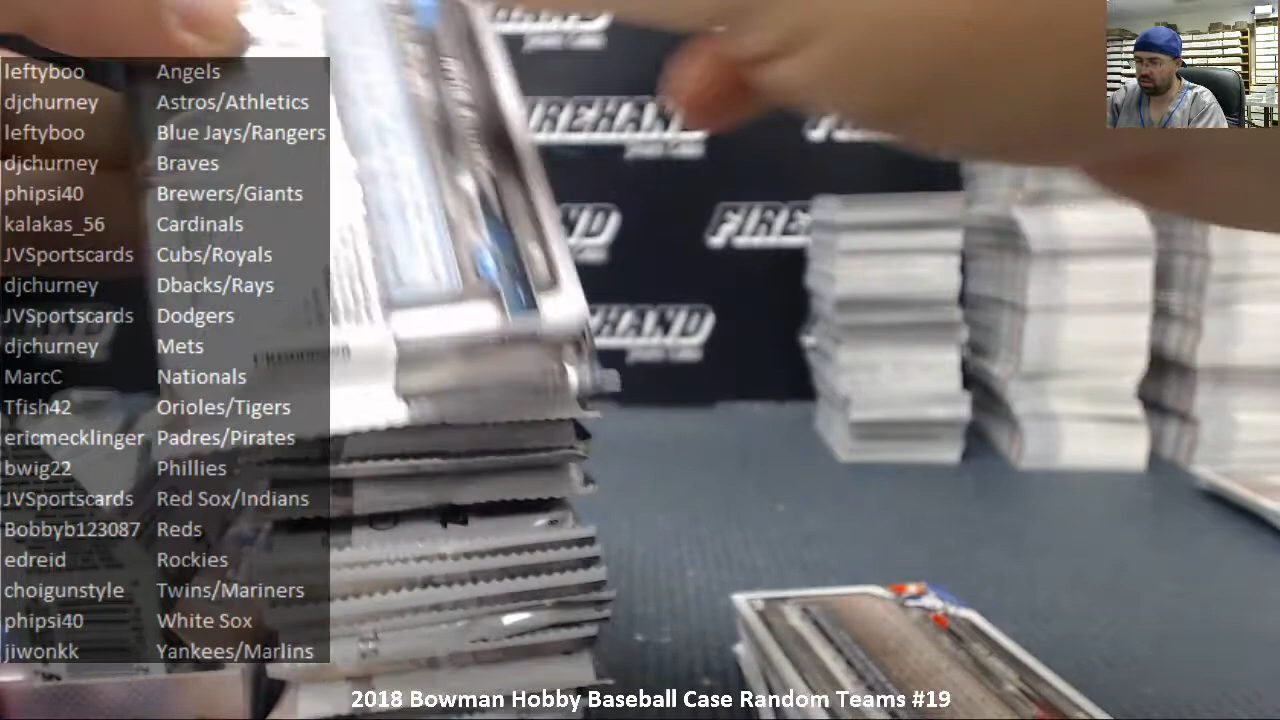 leftyboo Angels
djchurney Astros/Athletics
leftyboo Blue Jays/Rangers
djchurney Braves
phipsi40 Brewers/Giants
kalakas_56 Cardinals
JVSportscards Cubs/Royals
djchurney Dbacks/Rays
JVSportscards Dodgers
djchurney Mets
MarcC Nationals
Tfish42 Orioles/Tigers
ericmecklinger Padres/Pirates
bwig22 Phillies
JVSportscards Red Sox/Indians
Bobbyb123087 Reds
edreid Rockies
choigunstyle Twins/Mariners
phipsi40 White Sox
jiwonkk Yankees/Marlins
FIREHAND
FIRE
HAND
2018 Bowman Hobby Baseball Case Random Teams #19